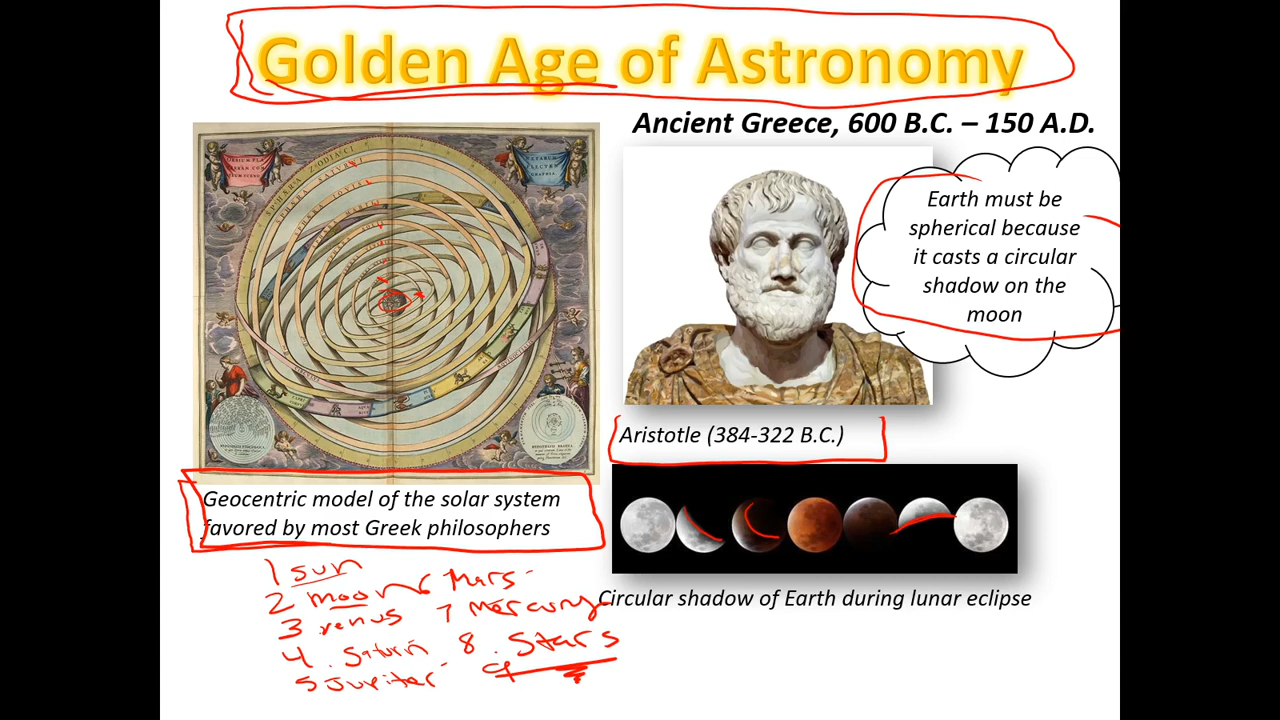 Golden Age of Astronomy
Ancient Greece, 600 B.C. – 150 A.D.
Earth must be
spherical because
it casts a circular
shadow on the
moon
Aristotle (384-322 B.C.)
Geocentric model of the solar system
favored by most Greek philosophers
Circular shadow of Earth during lunar eclipse
1 sun
2 moon
3 venus
4. Saturn
5 Jupiter
6 Mars
7 Mercury
8. Stars